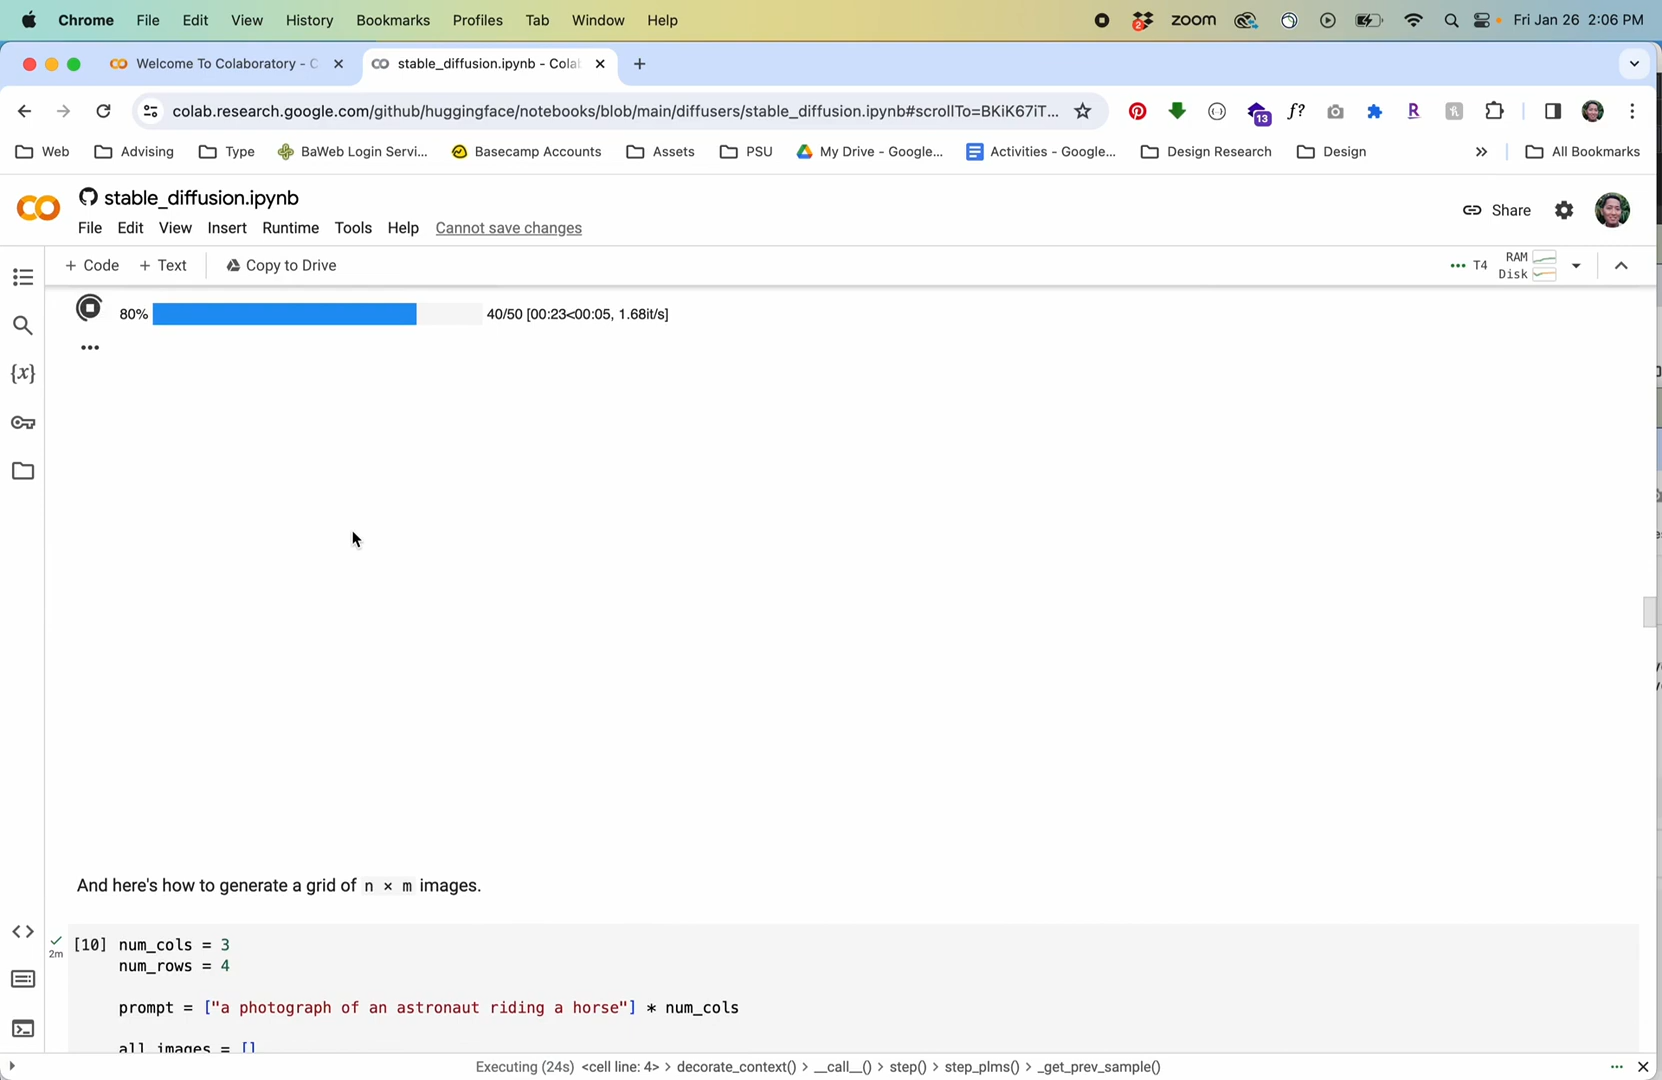 Chrome File Edit View History Bookmarks Profiles Tab Window Help 2 zoom Fri Jan 26 2:06 PM
Welcome To Colaboratory - C stable_diffusion.ipynb - Cola
colab.research.google.com/github/huggingface/notebooks/blob/main/diffusers/stable_diffusion.ipynb#scrollTo=BKiK67iT... 13 f? R
Web Advising Type BaWeb Login Servi... Basecamp Accounts Assets PSU My Drive - Google... Activities - Google... Design Research Design » All Bookmarks
stable_diffusion.ipynb
Share
File Edit View Insert Runtime Tools Help Cannot save changes
+ Code + Text Copy to Drive T4 RAM
Disk
80% 40/50 [00:23<00:05, 1.68it/s]
{x}
And here's how to generate a grid of n × m images.
[10] num_cols = 3
2m
num_rows = 4
prompt = ["a photograph of an astronaut riding a horse"] * num_cols
all_images = []
Executing (24s) <cell line: 4> > decorate_context() > __call__() > step() > step_plms() > _get_prev_sample()